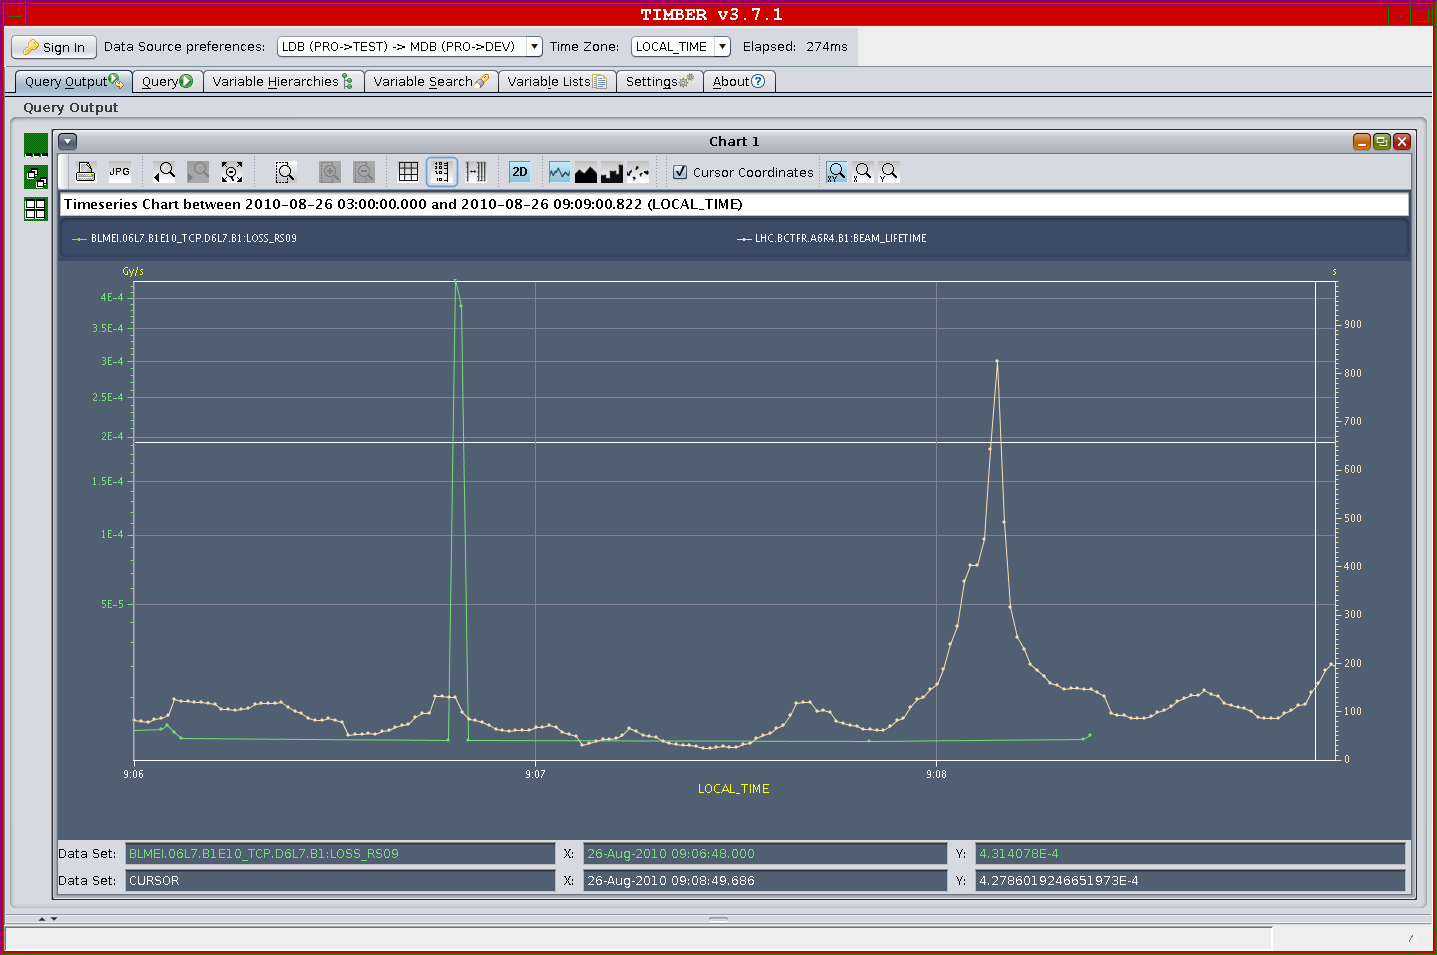 TIMBER v3.7.1
Sign In Data Source preferences: LDB (PRO->TEST) -> MDB (PRO->DEV) Time Zone: LOCAL_TIME Elapsed: 274ms
Query Output Query Variable Hierarchies Variable Search Variable Lists Settings About
Query Output
Chart 1
JPG 2D Cursor Coordinates XY X Y
Timeseries Chart between 2010-08-26 03:00:00.000 and 2010-08-26 09:09:00.822 (LOCAL_TIME)
BLMEI.06L7.B1E10_TCP.D6L7.B1:LOSS_RS09 LHC.BCTFR.A6R4.B1:BEAM_LIFETIME
Gy/s s
4E-4
900
3.5E-4
3E-4
800
2.5E-4
700
2E-4
600
1.5E-4
500
1E-4
400
5E-5
300
200
100
0
9:06 9:07 9:08
LOCAL_TIME
Data Set: BLMEI.06L7.B1E10_TCP.D6L7.B1:LOSS_RS09 X: 26-Aug-2010 09:06:48.000 Y: 4.314078E-4
Data Set: CURSOR X: 26-Aug-2010 09:08:49.686 Y: 4.2786019246651973E-4